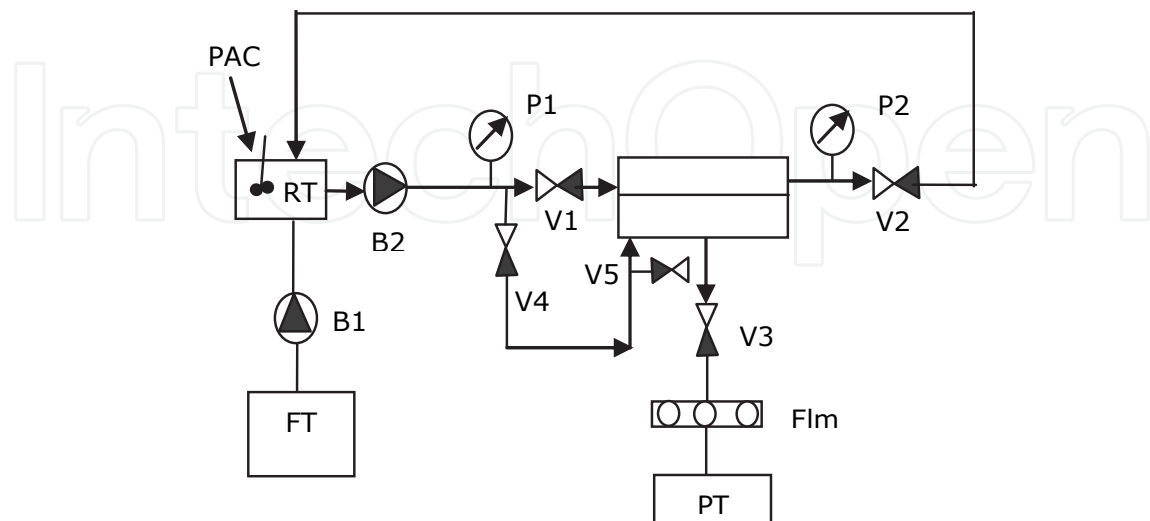 IntechOpen
PAC
P1
P2
RT
B2
V1
V2
V5
V4
B1
V3
FT
Flm
PT